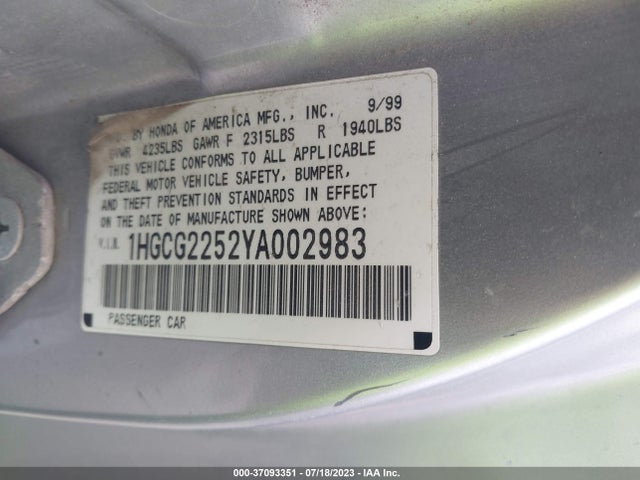 BY HONDA OF AMERICA MFG., INC. 9/99
GVWR 4235LBS GAWR F 2315LBS R 1940LBS
THIS VEHICLE CONFORMS TO ALL APPLICABLE
FEDERAL MOTOR VEHICLE SAFETY, BUMPER,
AND THEFT PREVENTION STANDARDS IN EFFECT
ON THE DATE OF MANUFACTURE SHOWN ABOVE:
V.I.N. 1HGCG2252YA002983
PASSENGER CAR
000-37093351 / 07/18/2023 - IAA Inc.